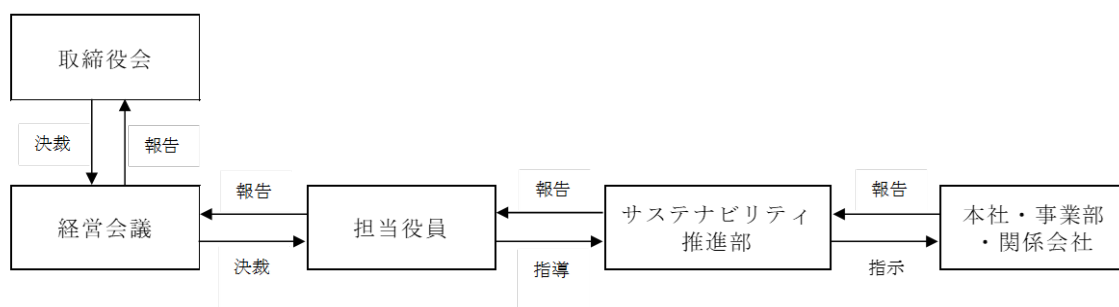 取締役会
決裁
報告
報告
報告
報告
経営会議
担当役員
サステナビリティ
推進部
本社・事業部
・関係会社
決裁
指導
指示